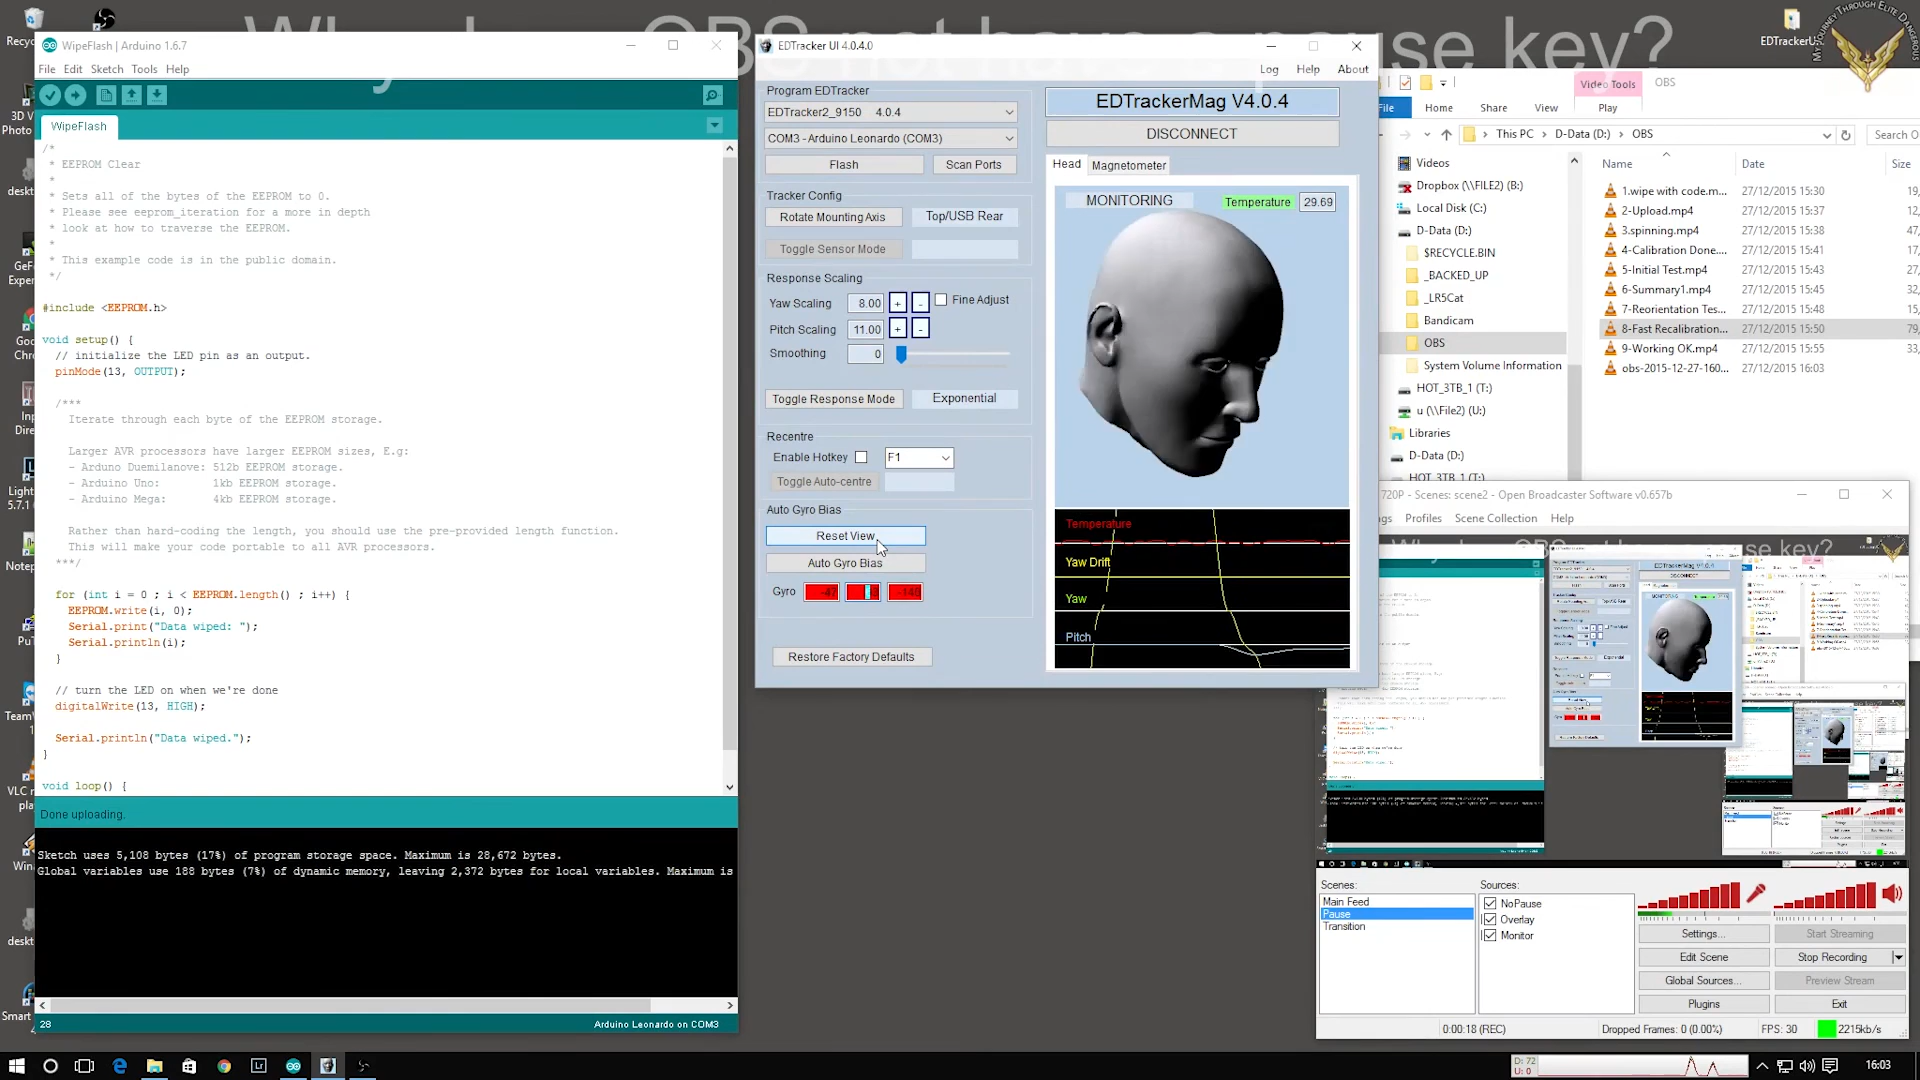 OBS not have a pause key?
MY JOURNEY THROUGH ELITE DANGEROUS
WipeFlash | Arduino 1.6.7
File Edit Sketch Tools Help
WipeFlash
/*
* EEPROM Clear
*
* Sets all of the bytes of the EEPROM to 0.
* Please see eeprom_iteration for a more in depth
* look at how to traverse the EEPROM.
*
* This example code is in the public domain.
*/
#include <EEPROM.h>
void setup() {
// initialize the LED pin as an output.
pinMode(13, OUTPUT);
/***
Iterate through each byte of the EEPROM storage.
Larger AVR processors have larger EEPROM sizes, E.g:
- Arduno Duemilanove: 512b EEPROM storage.
- Arduino Uno: 1kb EEPROM storage.
- Arduino Mega: 4kb EEPROM storage.
Rather than hard-coding the length, you should use the pre-provided length function.
This will make your code portable to all AVR processors.
***/
for (int i = 0 ; i < EEPROM.length() ; i++) {
EEPROM.write(i, 0);
Serial.print("Data wiped: ");
Serial.println(i);
}
// turn the LED on when we're done
digitalWrite(13, HIGH);
Serial.println("Data wiped.");
}
void loop() {
Done uploading.
Sketch uses 5,108 bytes (17%) of program storage space. Maximum is 28,672 bytes.
Global variables use 188 bytes (7%) of dynamic memory, leaving 2,372 bytes for local variables. Maximum is
28
Arduino Leonardo on COM3
EDTracker UI 4.0.4.0
Log Help About
Program EDTracker
EDTracker2_9150 4.0.4
COM3 - Arduino Leonardo (COM3)
Flash Scan Ports
Tracker Config
Rotate Mounting Axis Top/USB Rear
Toggle Sensor Mode
Response Scaling
Yaw Scaling 8.00 + - Fine Adjust
Pitch Scaling 11.00 + -
Smoothing 0
Toggle Response Mode Exponential
Recentre
Enable Hotkey F1
Toggle Auto-centre
Auto Gyro Bias
Reset View
Auto Gyro Bias
Gyro
Restore Factory Defaults
EDTrackerMag V4.0.4
DISCONNECT
Head Magnetometer
MONITORING Temperature 29.69
Temperature
Yaw Drift
Yaw
Pitch
EDTrackerU...
Video Tools OBS
File Home Share View Play
This PC > D-Data (D:) > OBS
Search O
Name Date Size
Videos
Dropbox (\\FILE2) (B:)
Local Disk (C:)
D-Data (D:)
$RECYCLE.BIN
_BACKED_UP
_LR5Cat
Bandicam
OBS
System Volume Information
HOT_3TB_1 (T:)
u (\\File2) (U:)
Libraries
D-Data (D:)
HOT_3TB_1 (T:)
1.wipe with code.m... 27/12/2015 15:30
2-Upload.mp4 27/12/2015 15:37
3.spinning.mp4 27/12/2015 15:38
4-Calibration Done.... 27/12/2015 15:41
5-Initial Test.mp4 27/12/2015 15:43
6-Summary1.mp4 27/12/2015 15:45
7-Reorientation Tes... 27/12/2015 15:48
8-Fast Recalibration... 27/12/2015 15:50
9-Working OK.mp4 27/12/2015 15:55
obs-2015-12-27-160... 27/12/2015 16:03
720P - Scenes: scene2 - Open Broadcaster Software v0.657b
Profiles Scene Collection Help
Scenes:
Main Feed
Pause
Transition
Sources:
NoPause
Overlay
Monitor
Settings... Start Streaming
Edit Scene Stop Recording
Global Sources... Preview Stream
Plugins Exit
0:00:18 (REC) Dropped Frames: 0 (0.00%) FPS: 30 2215kb/s
D: 72
U: 0
16:03